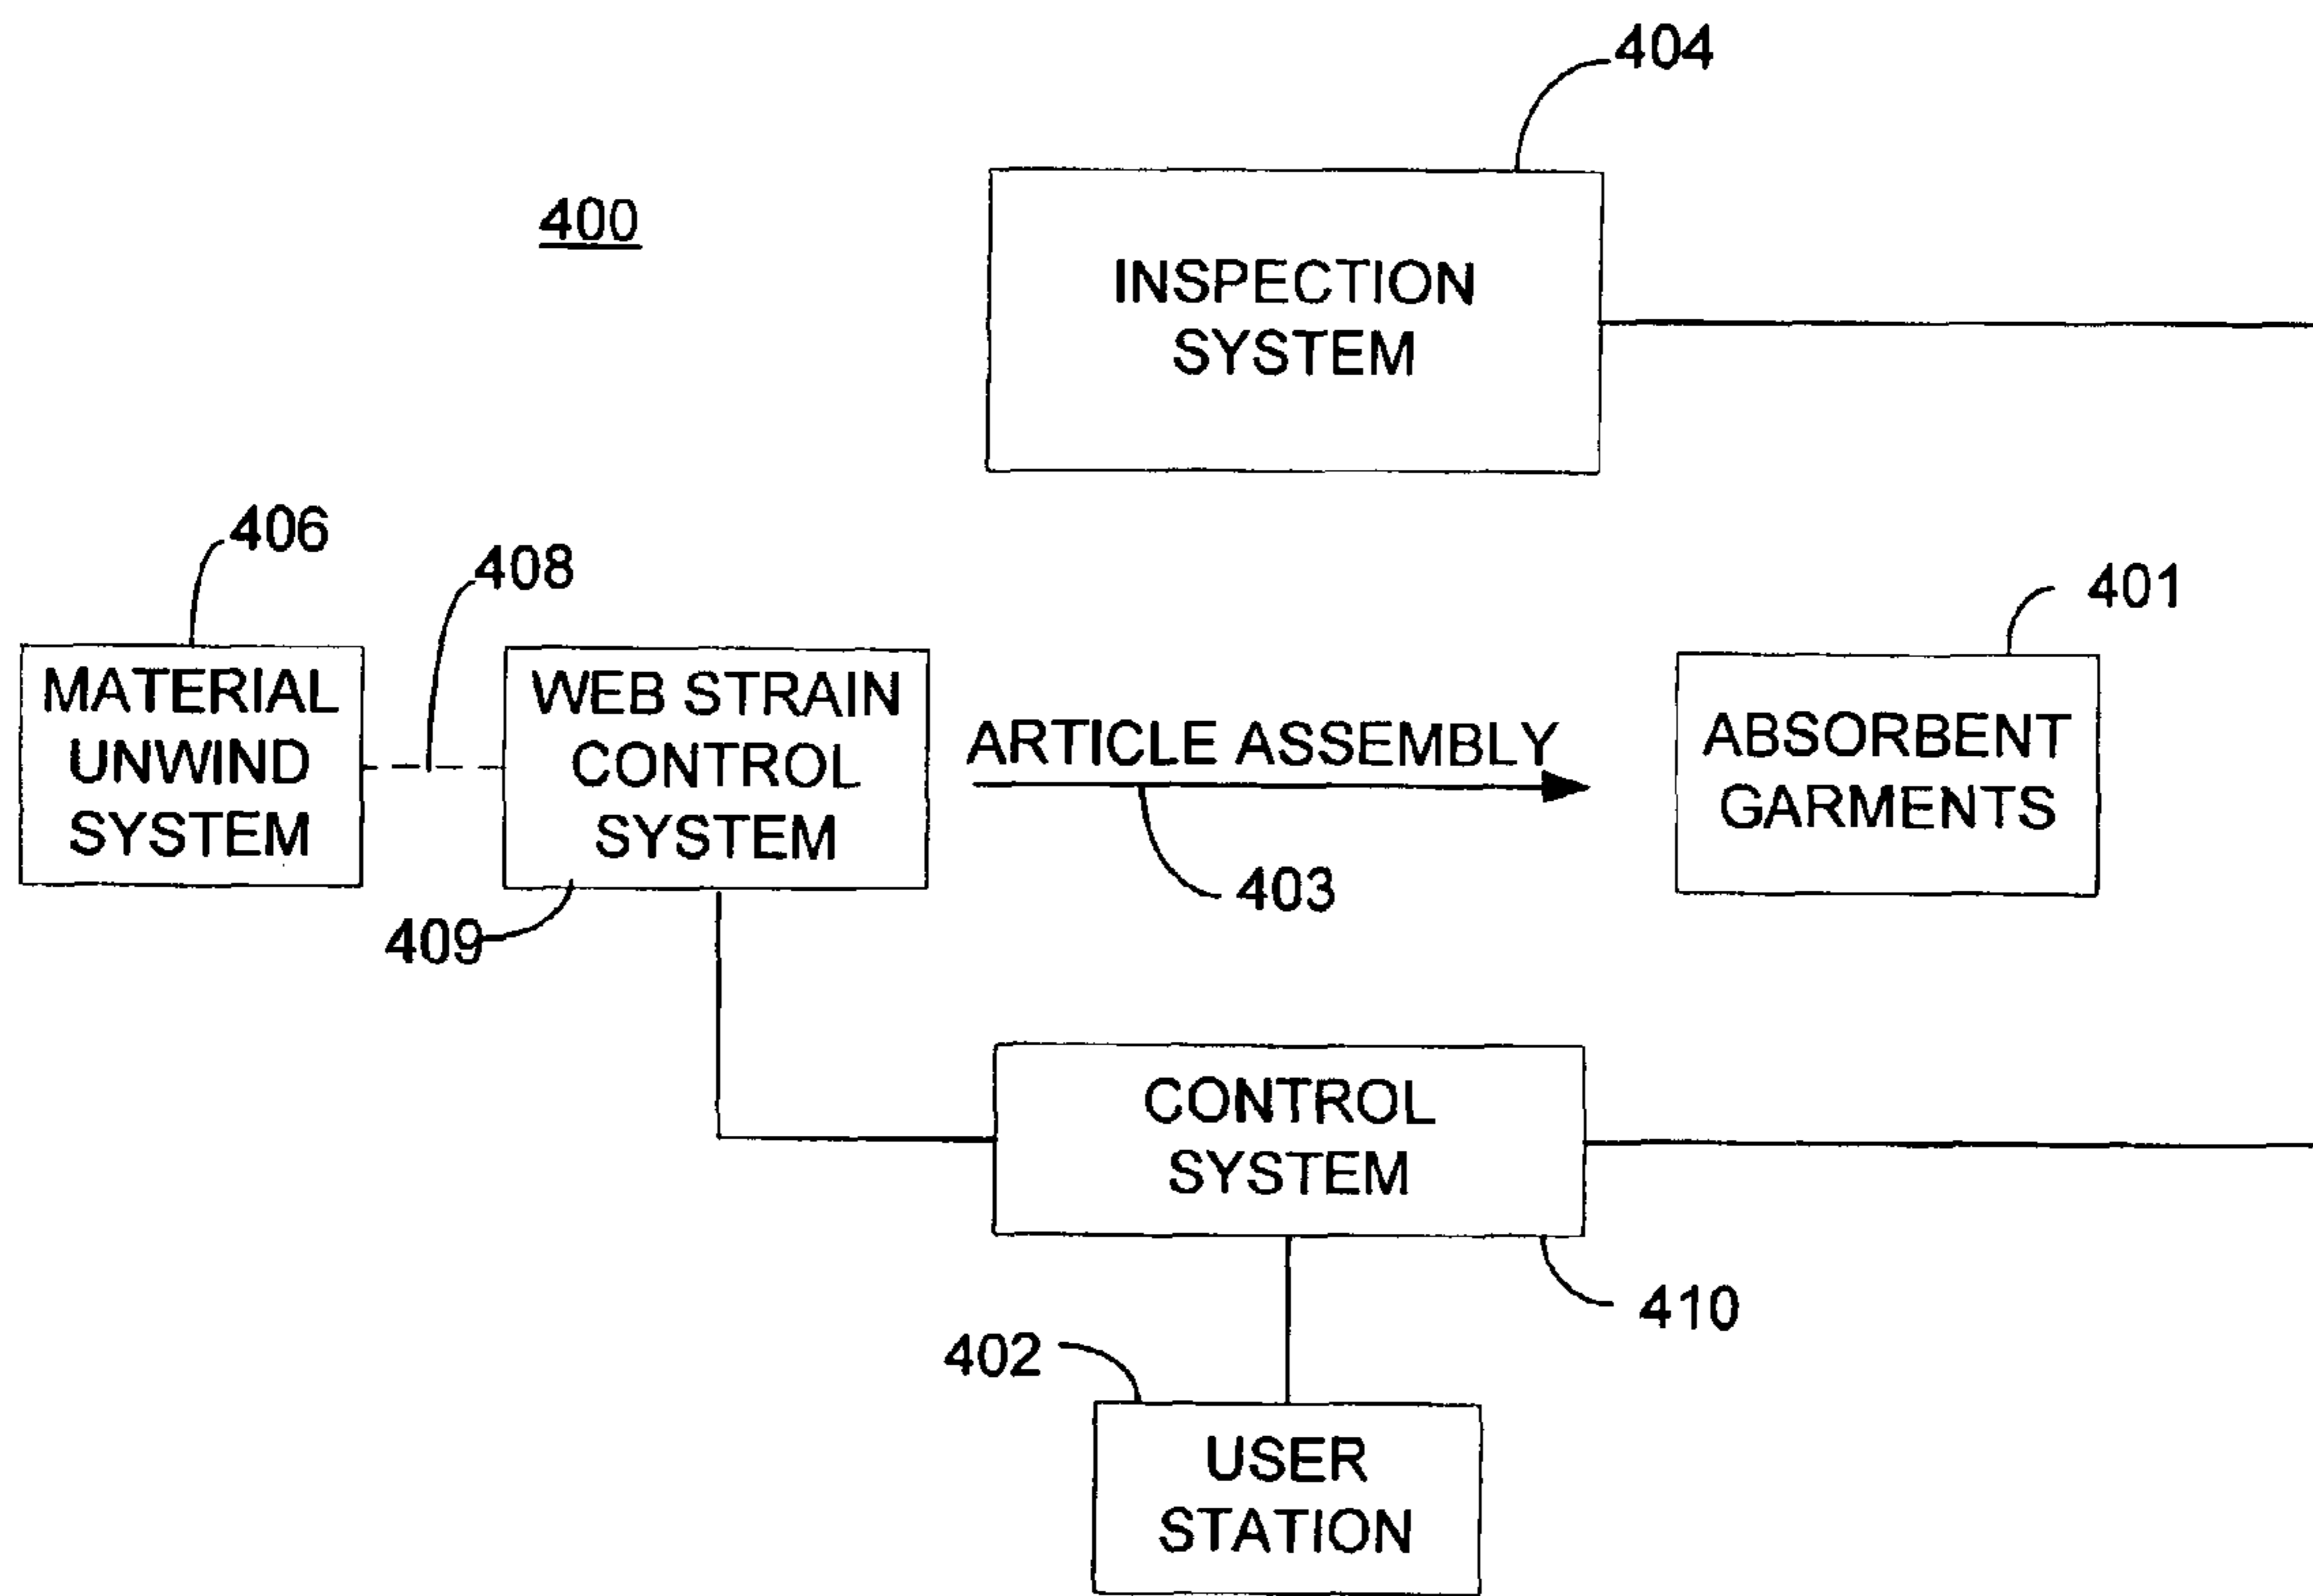 404
400
INSPECTION
SYSTEM
406
408
401
MATERIAL
UNWIND
SYSTEM
WEB STRAIN
CONTROL
SYSTEM
ARTICLE ASSEMBLY
ABSORBENT
GARMENTS
403
409
CONTROL
SYSTEM
410
402
USER
STATION